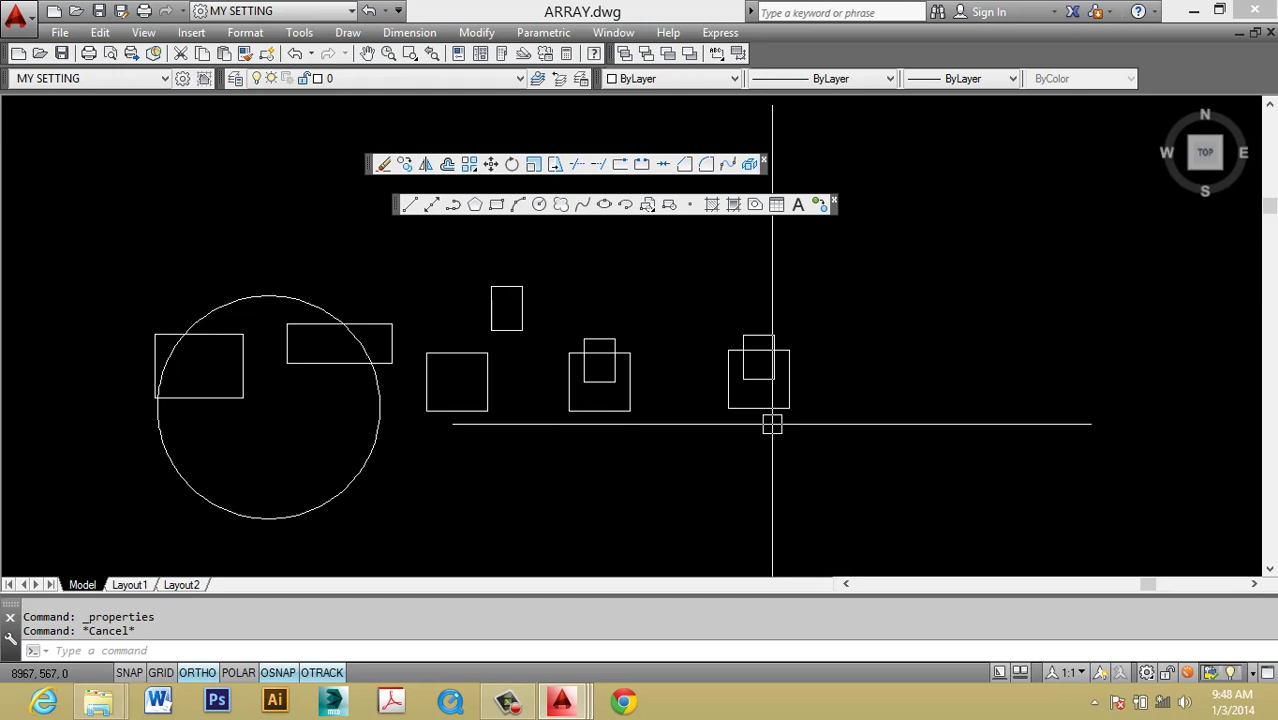 MY SETTING ARRAY.dwg Type a keyword or phrase Sign In
File Edit View Insert Format Tools Draw Dimension Modify Parametric Window Help Express
MY SETTING 0 ByLayer ByLayer ByLayer ByColor
N
W TOP E
S
A
Model Layout1 Layout2
Command: _properties
Command: *Cancel*
Type a command
8967, 567, 0 SNAP GRID ORTHO POLAR OSNAP OTRACK 1:1
W Ps Ai 9:48 AM
1/3/2014